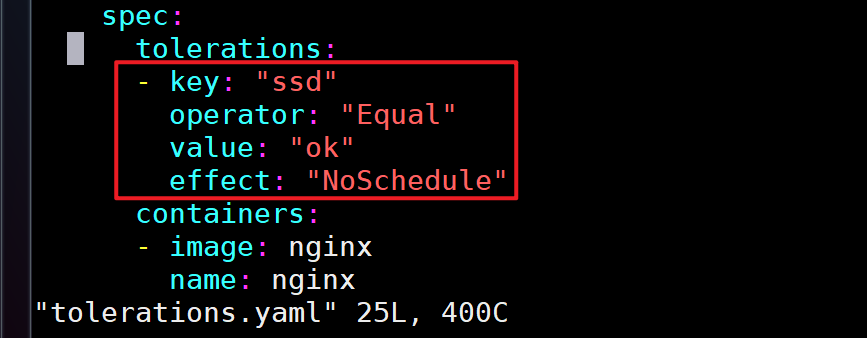 spec:
tolerations:
- key: "ssd"
operator: "Equal"
value: "ok"
effect: "NoSchedule"
containers:
- image: nginx
name: nginx
"tolerations.yaml" 25L, 400C